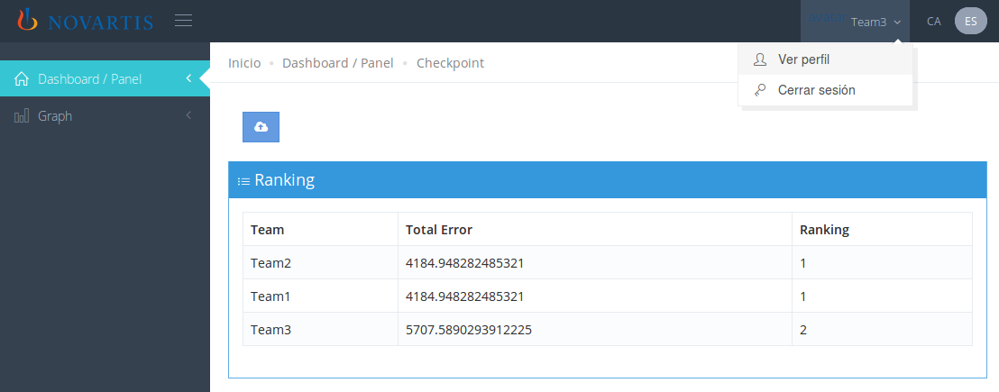 NOVARTIS
Team3
CA
ES
Ver perfil
Cerrar sesión
Dashboard / Panel
Graph
Inicio • Dashboard / Panel • Checkpoint
Ranking
Team Total Error Ranking
Team2 4184.948282485321 1
Team1 4184.948282485321 1
Team3 5707.5890293912225 2